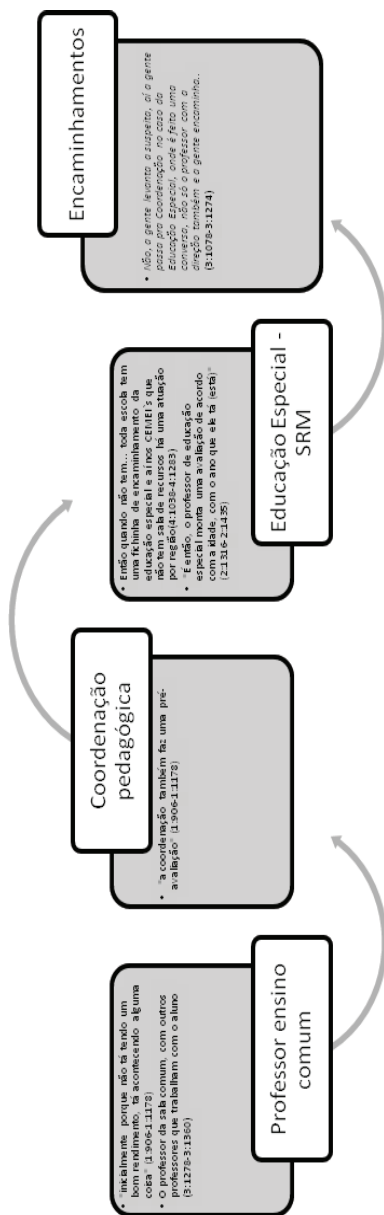 • "inicialmente porque não tá tendo um
bom rendimento, tá acontecendo alguma
coisa" (1:906-1:1178)
• O professor da sala comum, com outros
professores que trabalham com o aluno
(3:1278-3:1360)
Professor ensino
comum
Coordenação
pedagógica
• "a coordenação também faz uma pré-
avaliação" (1:906-1:1178)
• Então quando não tem... toda escola tem
uma fichinha de encaminhamento da
educação especial e aí nos CEMEI's que
não tem sala de recursos há uma atuação
por região(4:1038-4:1283)
• "E então, o professor de educação
especial monta uma avaliação de acordo
com a idade, com o ano que ele tá (está)"
(2:1316-2:1435)
Educação Especial -
SRM
Encaminhamentos
• Não, a gente levanta a suspeita, aí a gente
passa pra Coordenação no caso da
Educação Especial, onde é feito uma
conversa, não só o professor com a
direção também e a gente encaminha..
(3:1078-3:1274)